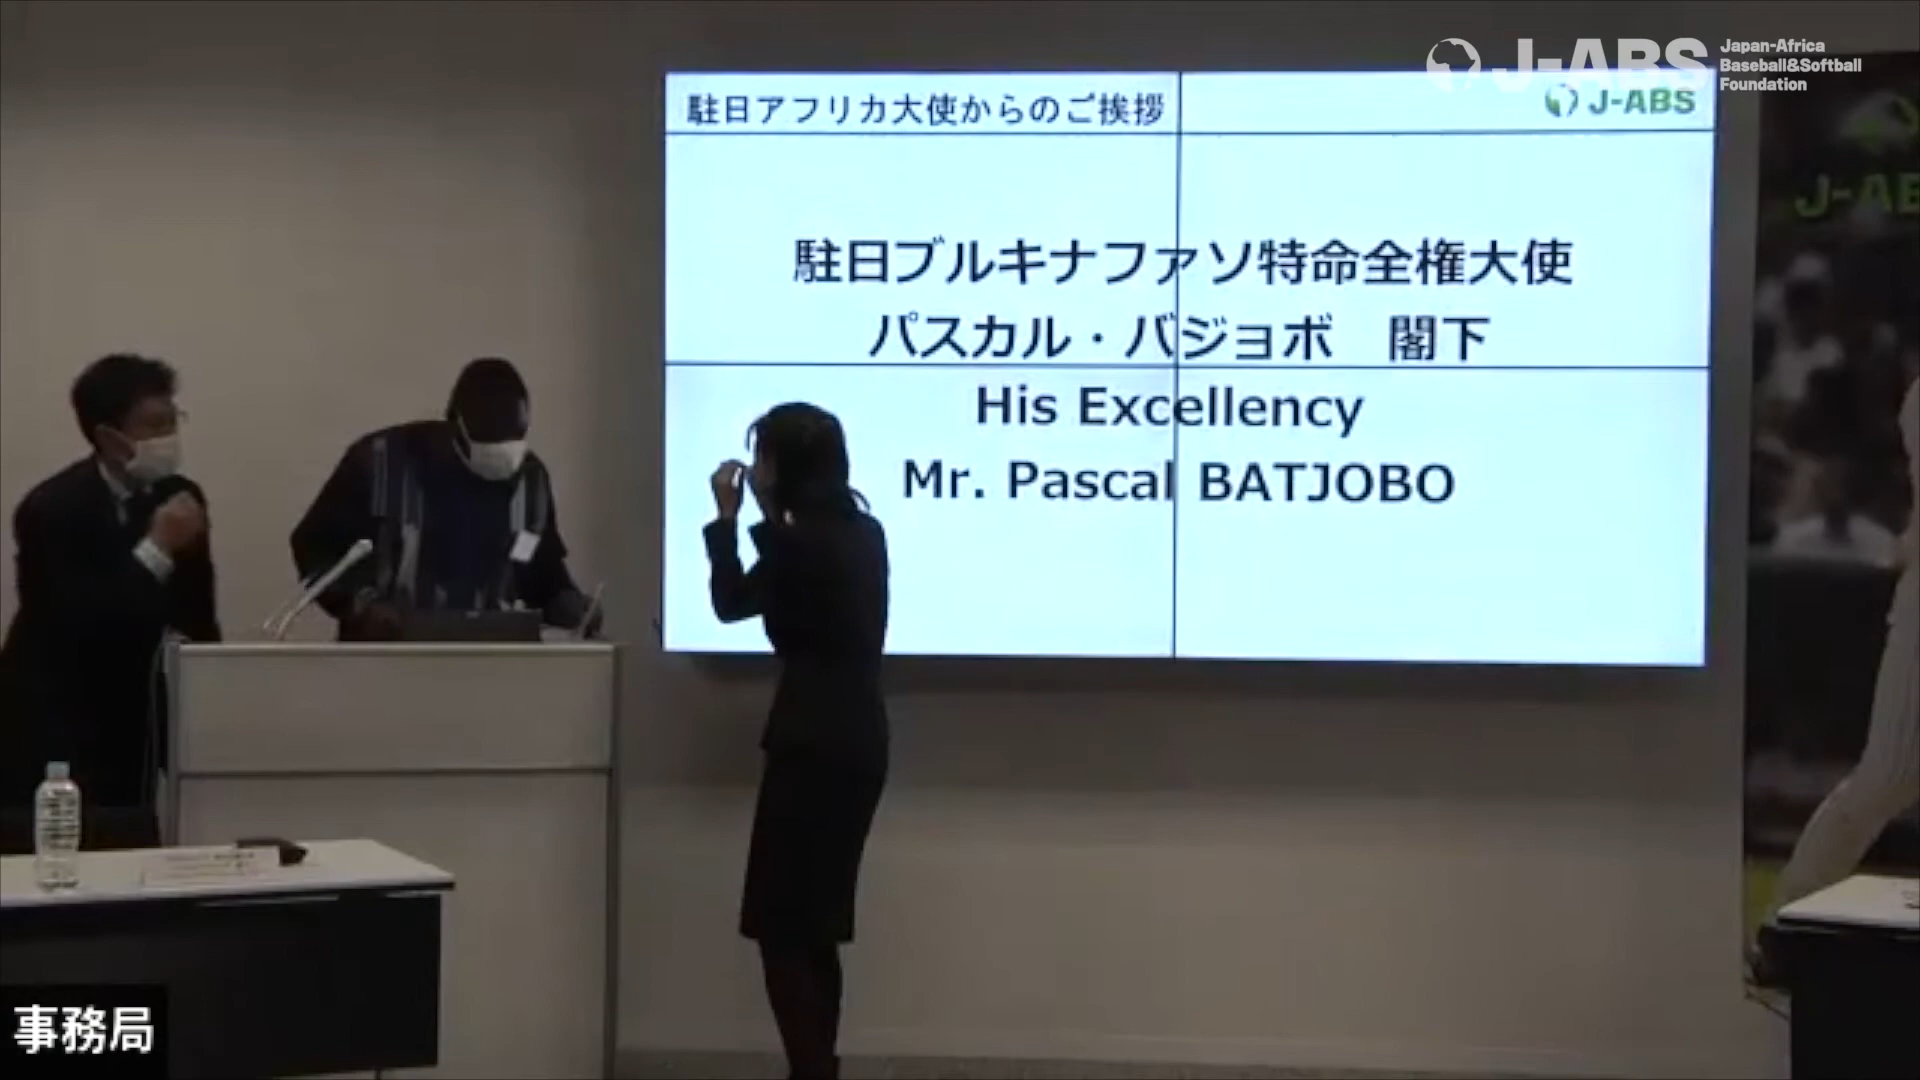 J-ABS
Japan-Africa
Baseball&Softball
Foundation
駐日アフリカ大使からのご挨拶
J-ABS
駐日ブルキナファソ特命全権大使
パスカル・バジョボ 閣下
His Excellency
Mr. Pascal BATJOBO
事務局